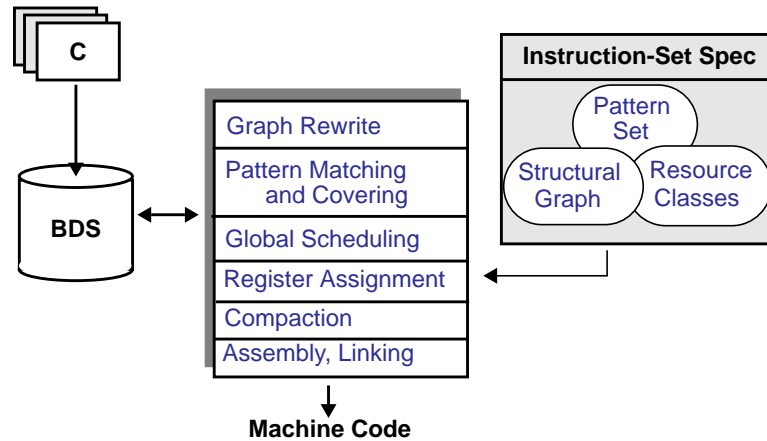 C
BDS
Graph Rewrite
Pattern Matching
and Covering
Global Scheduling
Register Assignment
Compaction
Assembly, Linking
Machine Code
Instruction-Set Spec
Pattern
Set
Structural
Graph
Resource
Classes